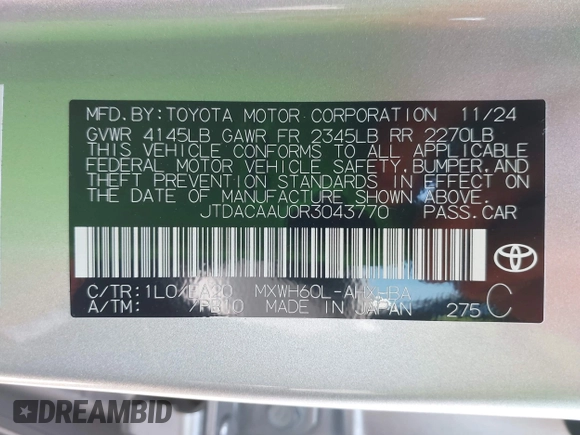 MFD.BY:TOYOTA MOTOR CORPORATION 11/24
GVWR 4145LB GAWR FR 2345LB RR 2270LB
THIS VEHICLE CONFORMS TO ALL APPLICABLE
FEDERAL MOTOR VEHICLE SAFETY,BUMPER,AND
THEFT PREVENTION STANDARDS IN EFFECT ON
THE DATE OF MANUFACTURE SHOWN ABOVE.
JTDACAAU0R3043770 PASS.CAR
TOYOTA
C/TR: MXWH60L-AHXHBA
A/TM: MADE IN JAPAN 275 C
DREAMBID